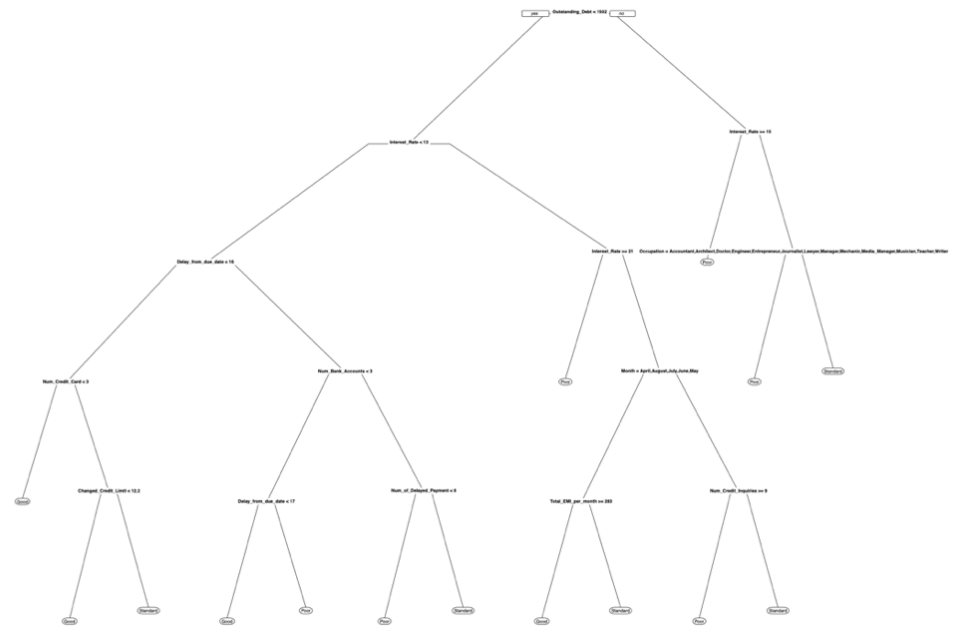 yes Outstanding_Debt < 1502 no
Interest_Rate >= 15
Interest_Rate < 13
Interest_Rate >= 21
Occupation = Accountant,Architect,Doctor,Engineer,Entrepreneur,Journalist,Lawyer,Manager,Mechanic,Media_Manager,Musician,Teacher,Writer
Delay_from_due_date < 16
Poor
Num_Credit_Card < 3
Num_Bank_Accounts < 3
Poor
Month = April,August,July,June,May
Poor
Standard
Good
Changed_Credit_Limit < 12.2
Delay_from_due_date < 17
Num_of_Delayed_Payment < 9
Total_EMI_per_month >= 283
Num_Credit_Inquiries >= 9
Good
Standard
Good
Poor
Poor
Standard
Good
Standard
Poor
Standard